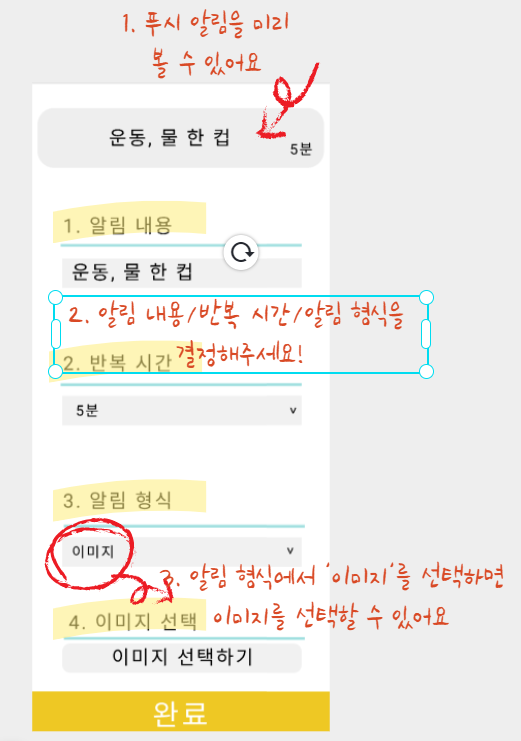 1. 푸시 알림을 미리
볼 수 있어요
운동, 물 한 컵
5분
1. 알림 내용
운동, 물 한 컵
2. 알림 내용/반복 시간/알림 형식을
결정해주세요!
2. 반복 시간
5분
3. 알림 형식
이미지
3. 알림 형식에서 '이미지'를 선택하면
이미지를 선택할 수 있어요
4. 이미지 선택
이미지 선택하기
완료